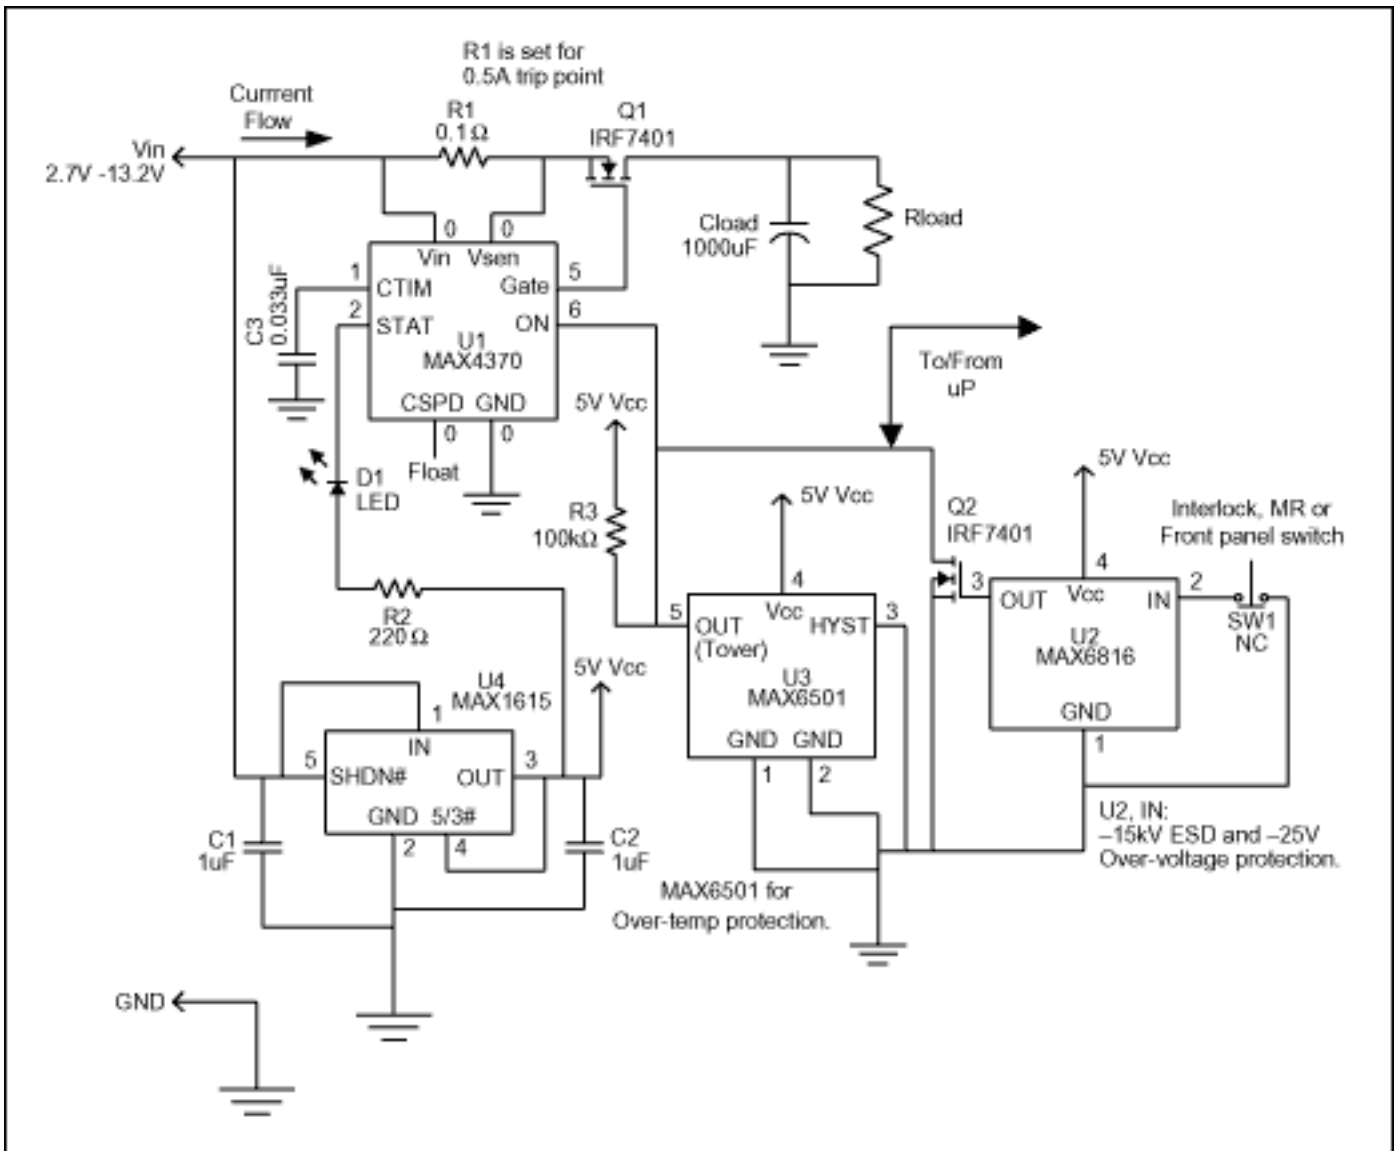 R1 is set for
0.5A trip point
Currrent
Flow
R1
0.1Ω
Q1
IRF7401
Vin
2.7V -13.2V
0
0
Vin
Vsen
Cload
1000uF
Rload
1
CTIM
Gate
5
C3
0.033uF
2
STAT
ON
6
U1
MAX4370
To/From
uP
CSPD
GND
5V Vcc
0
0
Float
D1
LED
5V Vcc
5V Vcc
R3
100kΩ
Q2
IRF7401
Interlock, MR or
Front panel switch
4
4
3
2
R2
220Ω
5
OUT
(Tover)
Vcc
HYST
3
OUT
Vcc
IN
SW1
NC
U2
MAX6816
U3
MAX6501
5V Vcc
U4
MAX1615
1
GND
1
GND
GND
IN
5
SHDN#
OUT
3
1
2
GND
5/3#
2
4
C1
1uF
C2
1uF
U2, IN:
–15kV ESD and –25V
Over-voltage protection.
MAX6501 for
Over-temp protection.
GND